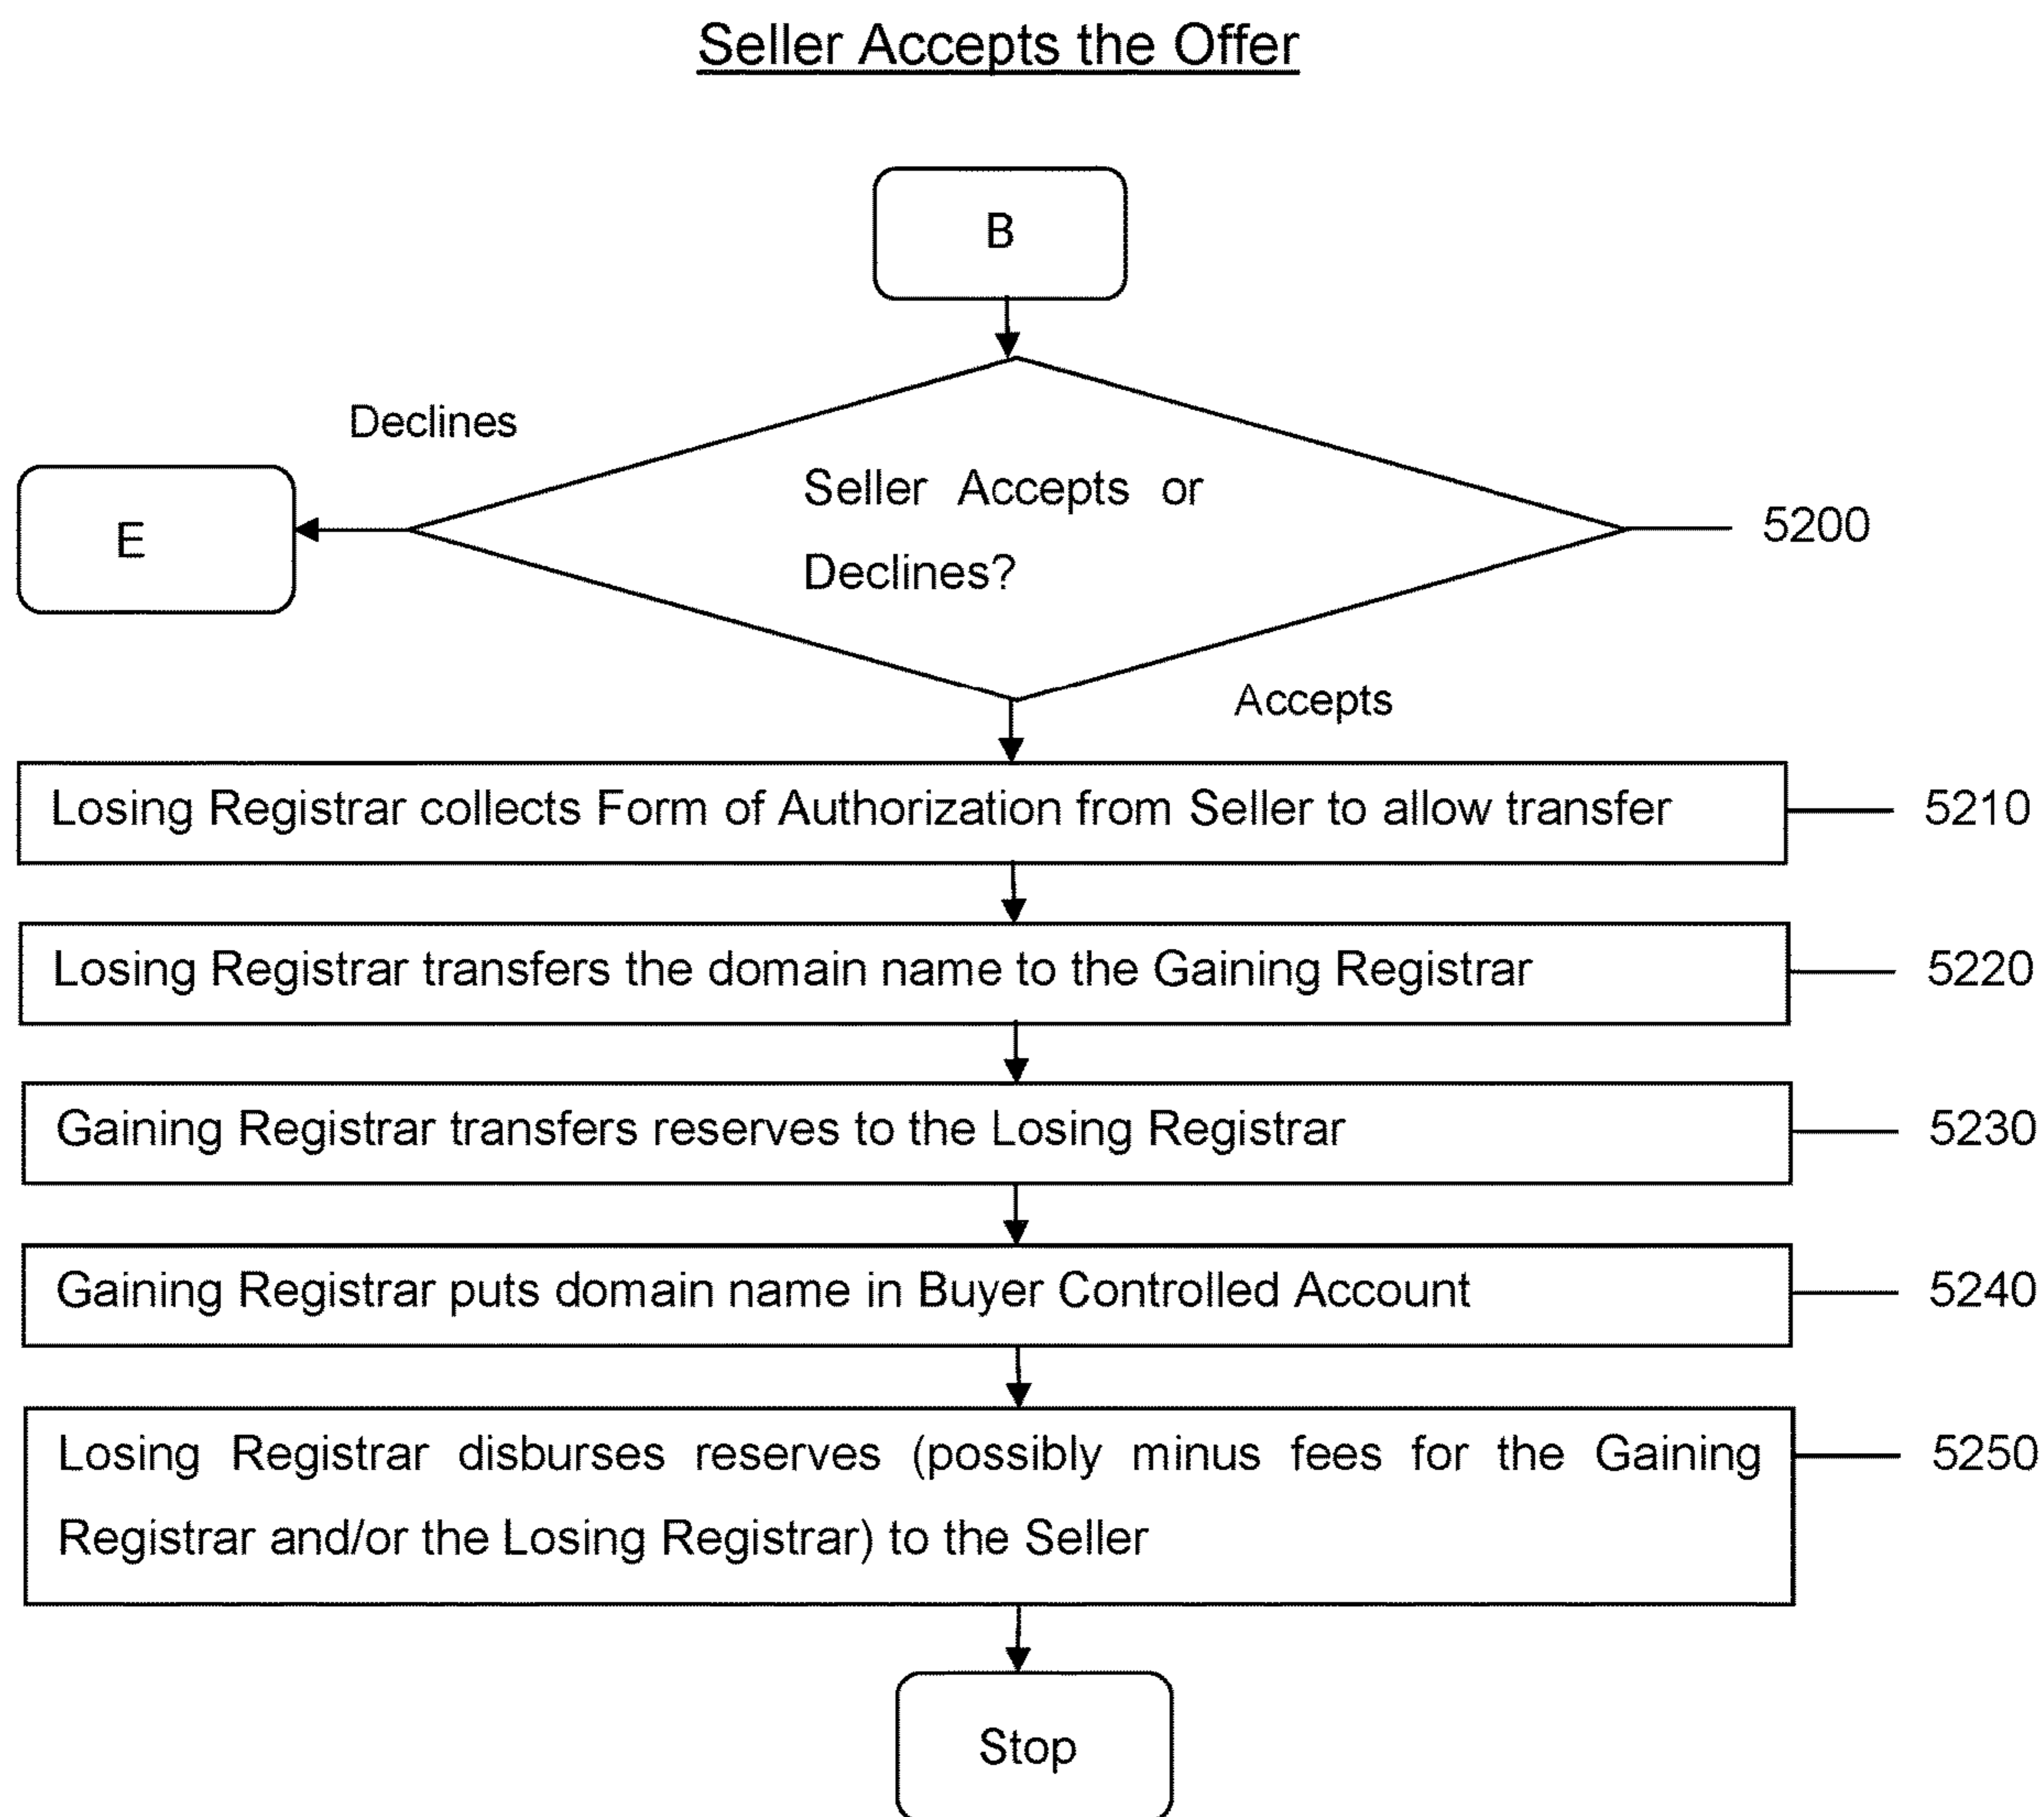 Seller Accepts the Offer
B
Declines
Seller Accepts or
Declines?
E
5200
Accepts
Losing Registrar collects Form of Authorization from Seller to allow transfer
5210
Losing Registrar transfers the domain name to the Gaining Registrar
5220
Gaining Registrar transfers reserves to the Losing Registrar
5230
Gaining Registrar puts domain name in Buyer Controlled Account
5240
Losing Registrar disburses reserves (possibly minus fees for the Gaining
5250
Registrar and/or the Losing Registrar) to the Seller
Stop